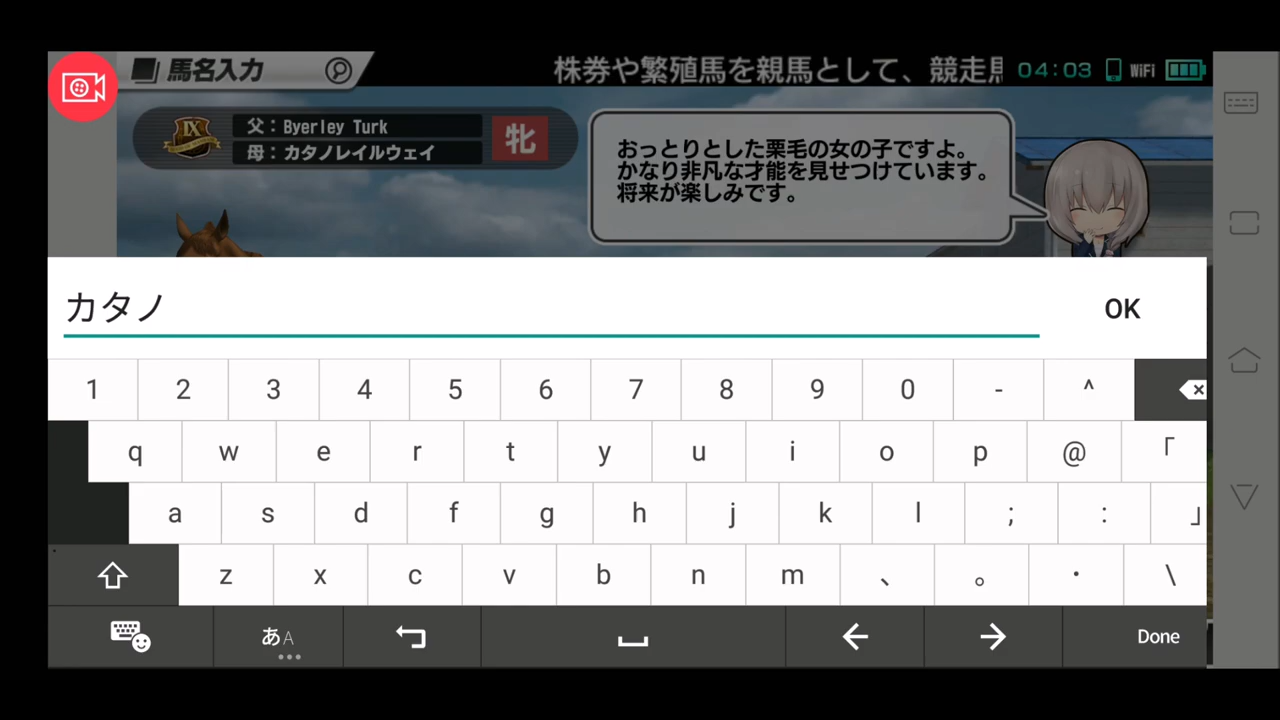 馬名入力
株券や繁殖馬を親馬として、競走馬
04:03
WiFi
IX
父：Byerley Turk
母：カタノレイルウェイ
牝
おっとりとした栗毛の女の子ですよ。
かなり非凡な才能を見せつけています。
将来が楽しみです。
カタノ
OK
1 2 3 4 5 6 7 8 9 0 - ^
q w e r t y u i o p @ 「
a s d f g h j k l ; : 」
z x c v b n m 、 。 ・ \
あA
Done